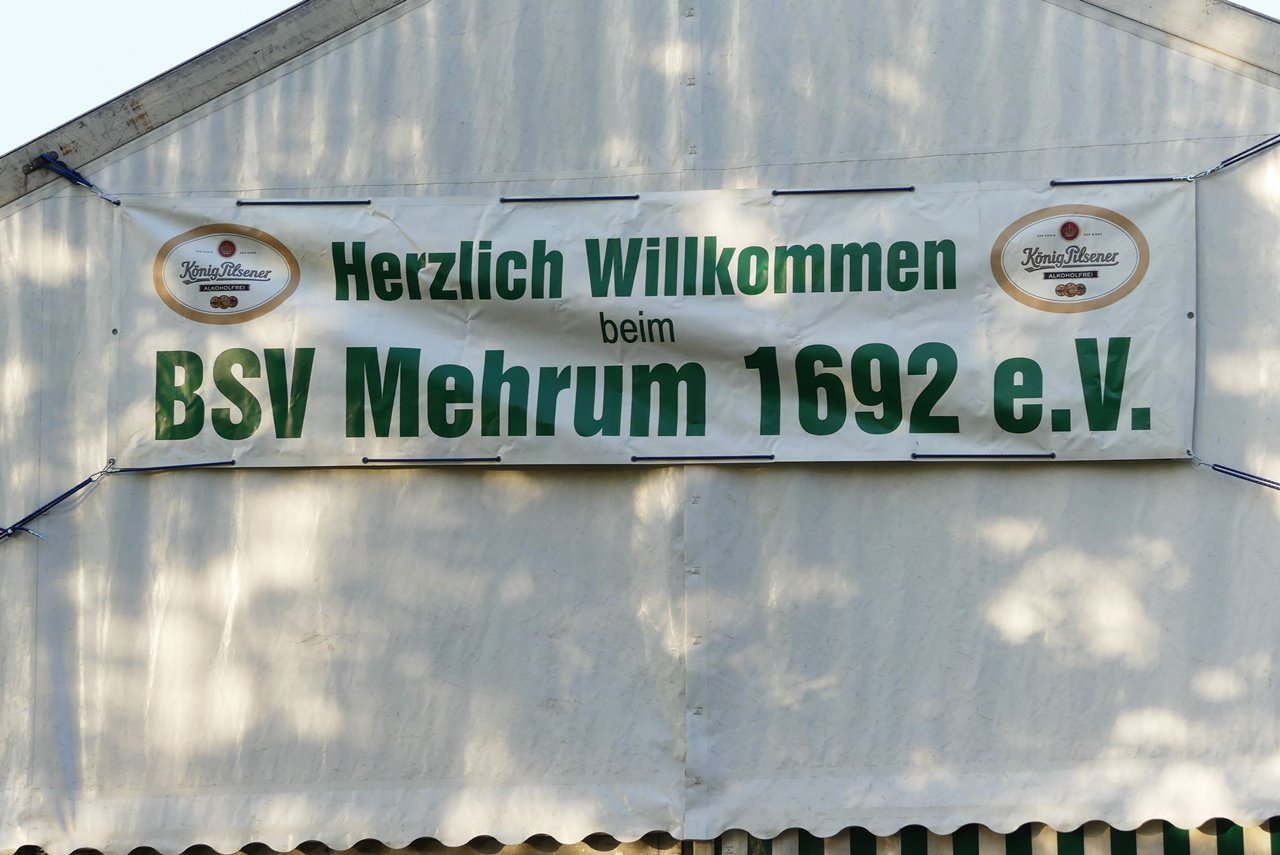 Herzlich Willkommen
beim
BSV Mehrum 1692 e.V.
König Pilsener
ALKOHOLFREI
König Pilsener
ALKOHOLFREI